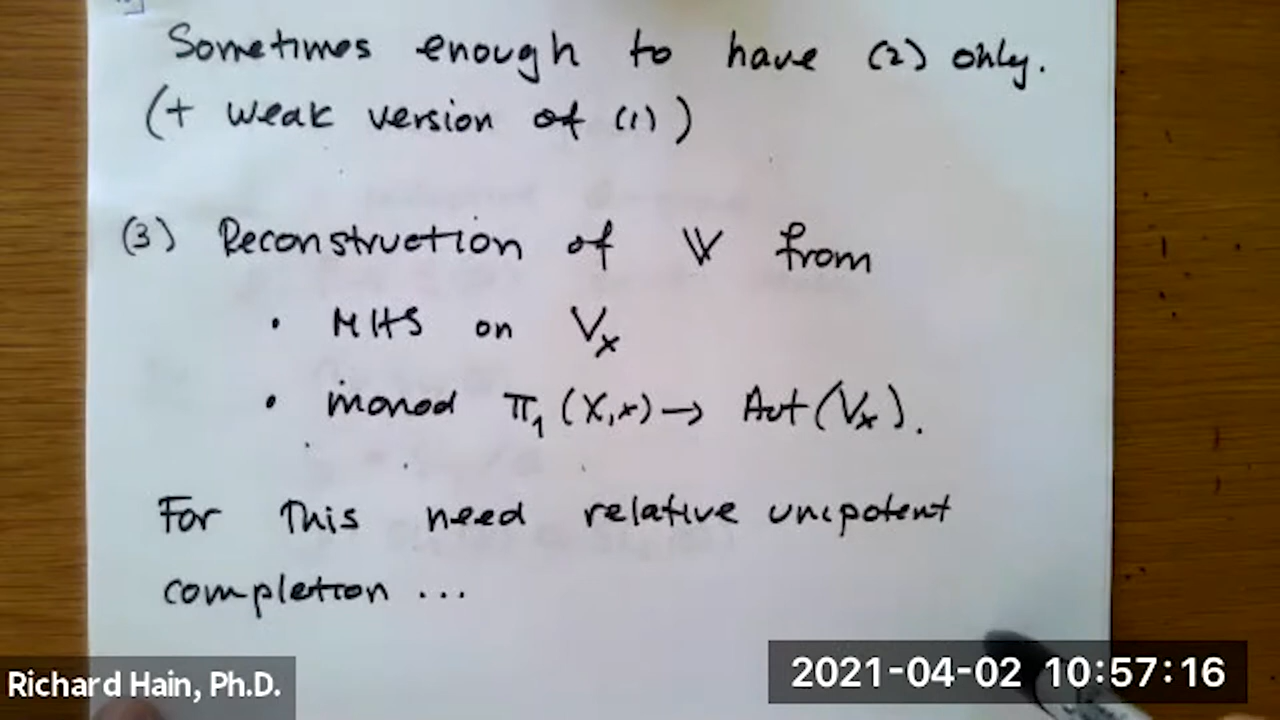 Sometimes enough to have (2) only.
(+ weak version of (1))
(3) Reconstruction of 𝕍 from
• MHS on Vₓ
• monod π₁(X,x) → Aut(Vₓ).
For this need relative unipotent
completion ...
Richard Hain, Ph.D.
2021-04-02 10:57:16